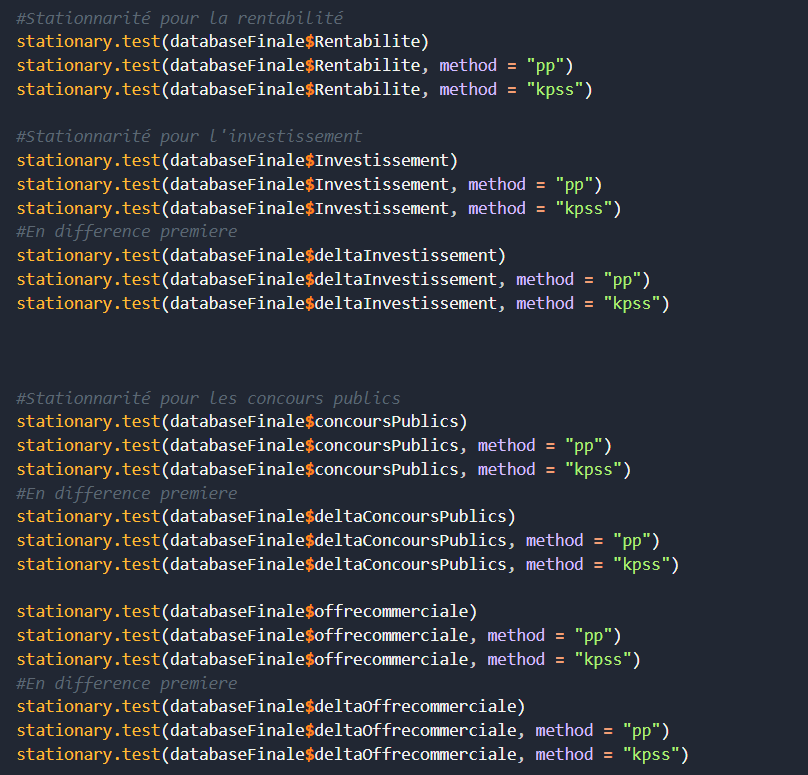 #Stationnarité pour la rentabilité
stationary.test(databaseFinale$Rentabilite)
stationary.test(databaseFinale$Rentabilite, method = "pp")
stationary.test(databaseFinale$Rentabilite, method = "kpss")
#Stationnarité pour l'investissement
stationary.test(databaseFinale$Investissement)
stationary.test(databaseFinale$Investissement, method = "pp")
stationary.test(databaseFinale$Investissement, method = "kpss")
#En difference premiere
stationary.test(databaseFinale$deltaInvestissement)
stationary.test(databaseFinale$deltaInvestissement, method = "pp")
stationary.test(databaseFinale$deltaInvestissement, method = "kpss")
#Stationnarité pour les concours publics
stationary.test(databaseFinale$concoursPublics)
stationary.test(databaseFinale$concoursPublics, method = "pp")
stationary.test(databaseFinale$concoursPublics, method = "kpss")
#En difference premiere
stationary.test(databaseFinale$deltaConcoursPublics)
stationary.test(databaseFinale$deltaConcoursPublics, method = "pp")
stationary.test(databaseFinale$deltaConcoursPublics, method = "kpss")
stationary.test(databaseFinale$offrecommerciale)
stationary.test(databaseFinale$offrecommerciale, method = "pp")
stationary.test(databaseFinale$offrecommerciale, method = "kpss")
#En difference premiere
stationary.test(databaseFinale$deltaOffrecommerciale)
stationary.test(databaseFinale$deltaOffrecommerciale, method = "pp")
stationary.test(databaseFinale$deltaOffrecommerciale, method = "kpss")